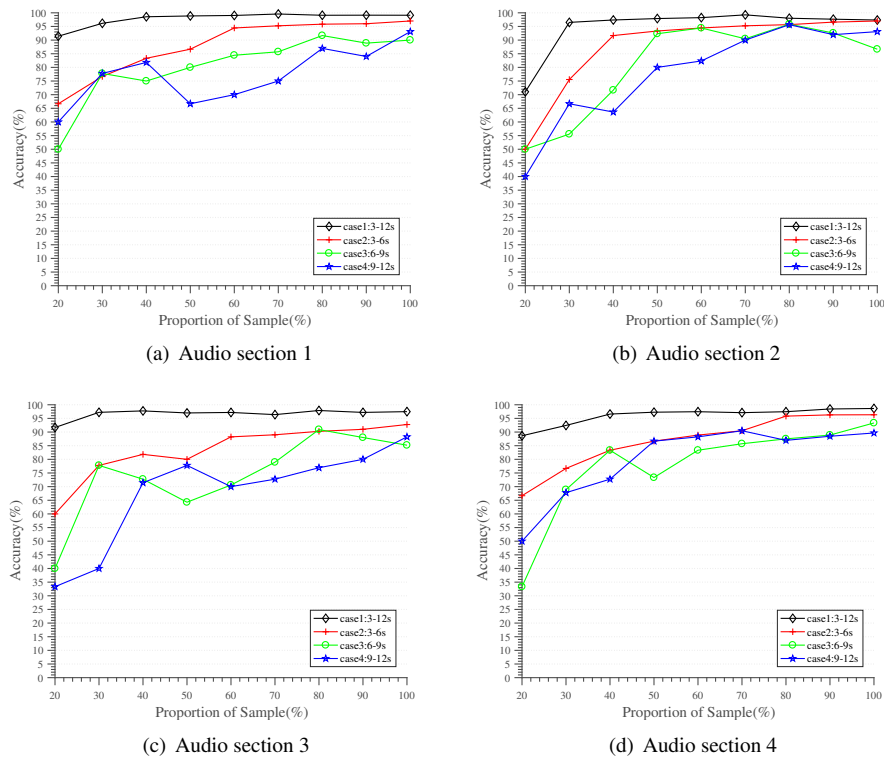 100
95
90
85
80
75
70
65
60
55
50
45
40
35
30
25
20
15
10
5
0
Accuracy(%)
case1:3-12s
case2:3-6s
case3:6-9s
case4:9-12s
20 30 40 50 60 70 80 90 100
Proportion of Sample(%)
(a) Audio section 1
100
95
90
85
80
75
70
65
60
55
50
45
40
35
30
25
20
15
10
5
0
Accuracy(%)
case1:3-12s
case2:3-6s
case3:6-9s
case4:9-12s
20 30 40 50 60 70 80 90 100
Proportion of Sample(%)
(b) Audio section 2
100
95
90
85
80
75
70
65
60
55
50
45
40
35
30
25
20
15
10
5
0
Accuracy(%)
case1:3-12s
case2:3-6s
case3:6-9s
case4:9-12s
20 30 40 50 60 70 80 90 100
Proportion of Sample(%)
(c) Audio section 3
100
95
90
85
80
75
70
65
60
55
50
45
40
35
30
25
20
15
10
5
0
Accuracy(%)
case1:3-12s
case2:3-6s
case3:6-9s
case4:9-12s
20 30 40 50 60 70 80 90 100
Proportion of Sample(%)
(d) Audio section 4